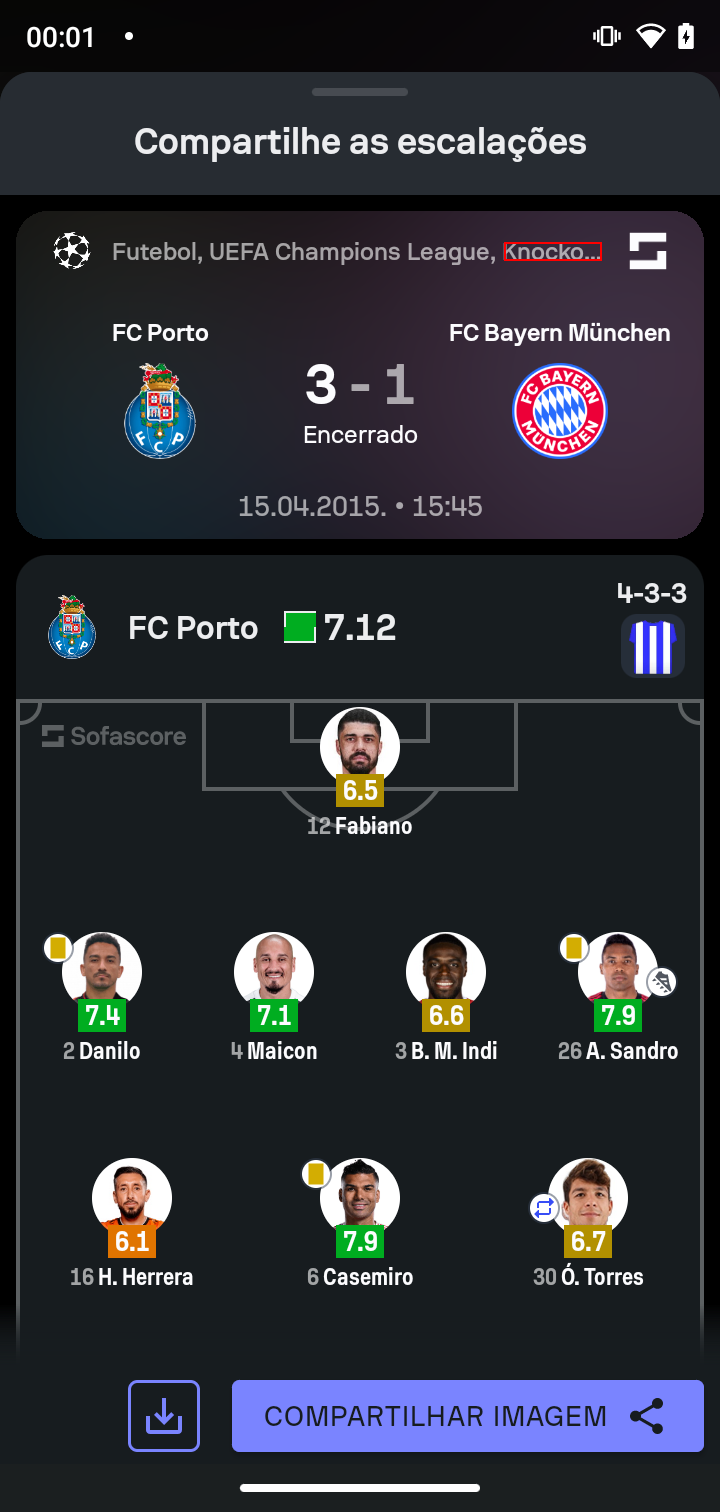 00:01
Compartilhe as escalações
Futebol, UEFA Champions League, Knocko...
FC Porto
FC Bayern München
3 - 1
Encerrado
15.04.2015. • 15:45
FC Porto 7.12
4-3-3
Sofascore
6.5
12 Fabiano
7.4 7.1 6.6 7.9
2 Danilo 4 Maicon 3 B. M. Indi 26 A. Sandro
6.1 7.9 6.7
16 H. Herrera 6 Casemiro 30 Ó. Torres
COMPARTILHAR IMAGEM